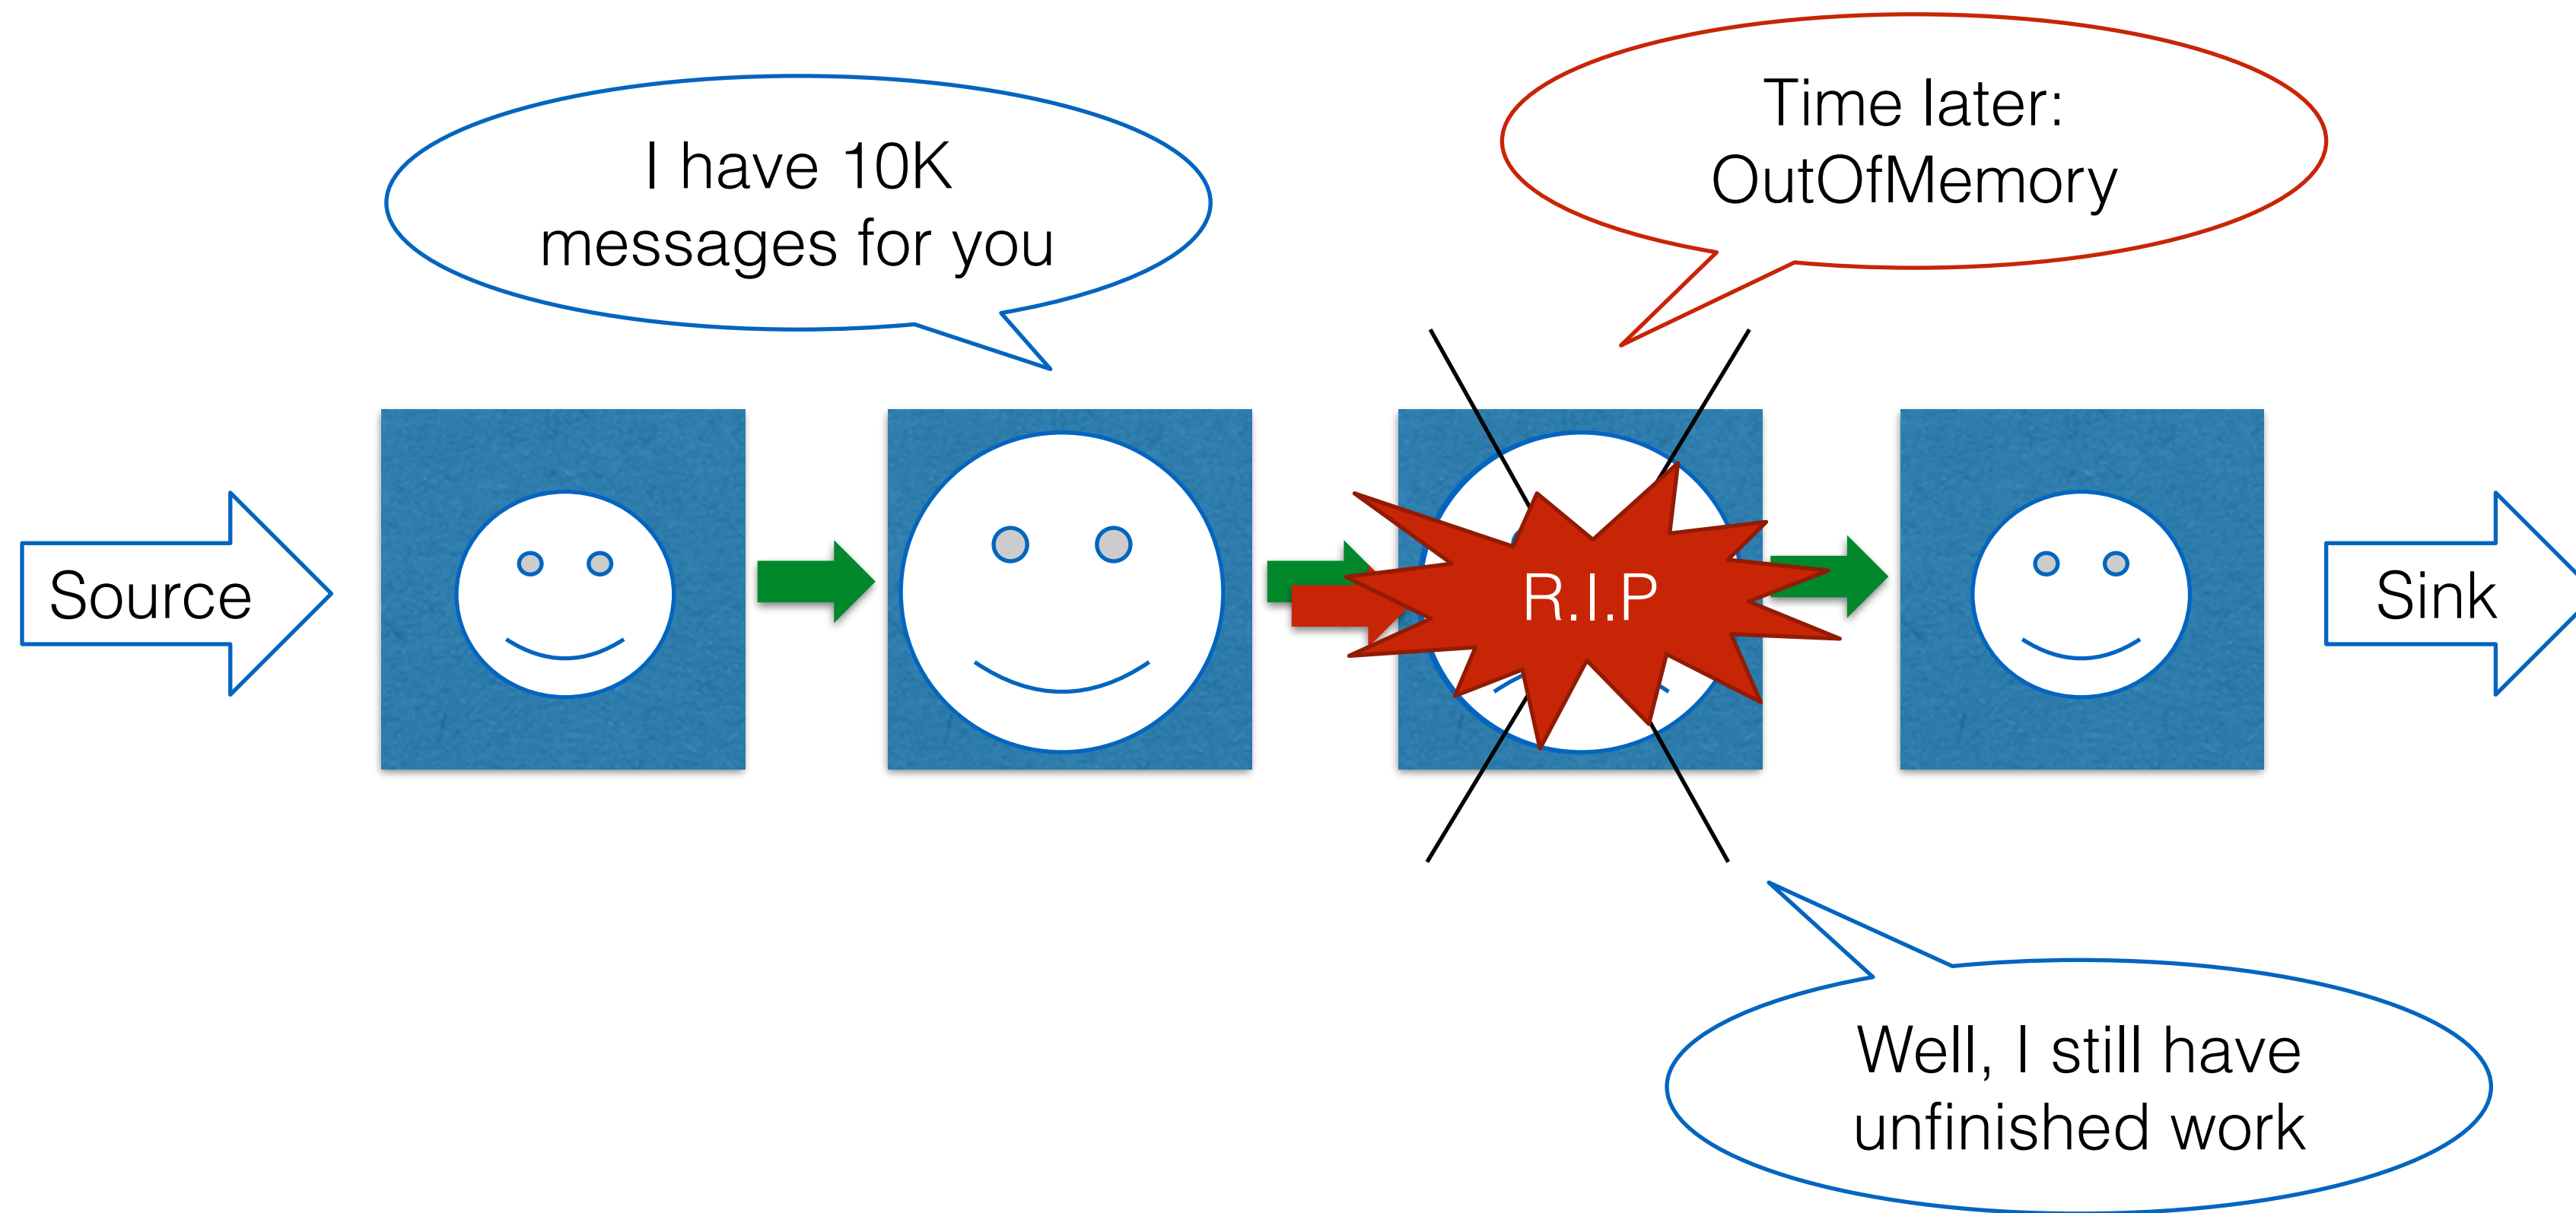 I have 10K
messages for you
Time later:
OutOfMemory
Source
R.I.P
Sink
Well, I still have
unfinished work